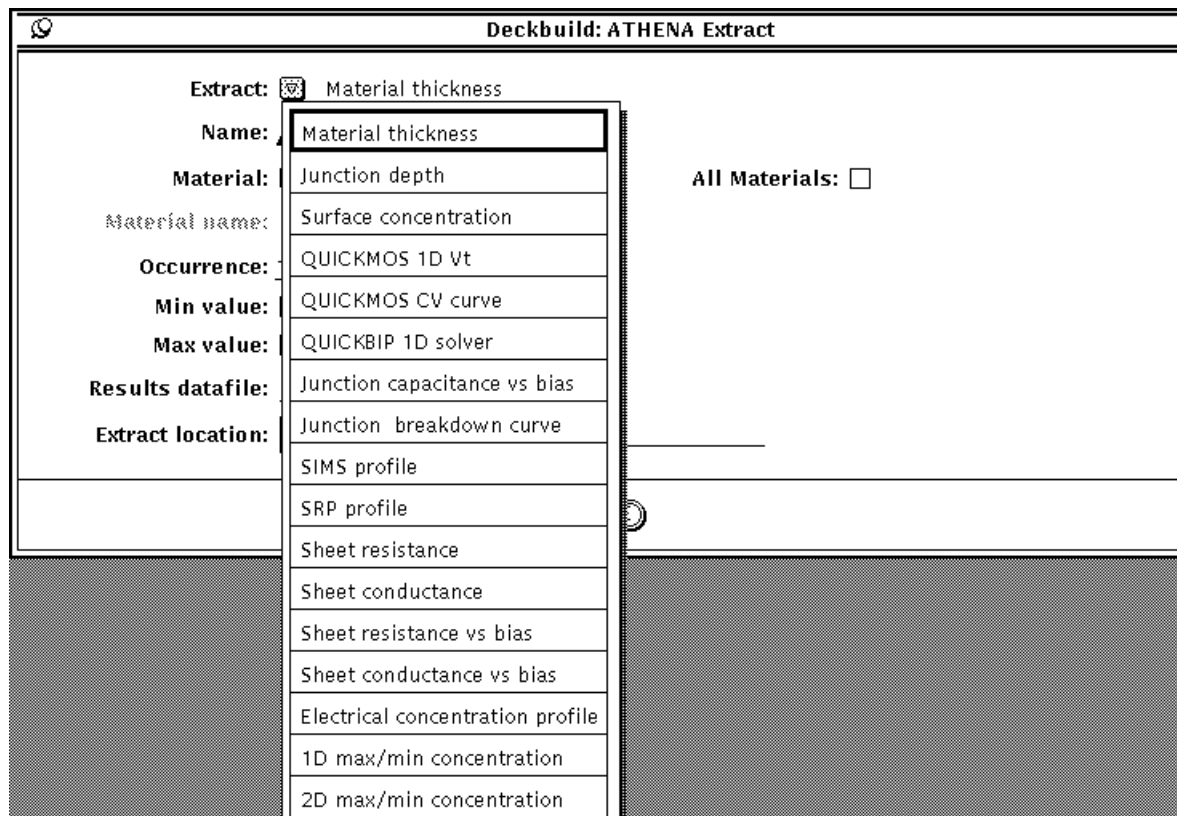 Deckbuild: ATHENA Extract
Extract: Material thickness
Name:
Material:
All Materials:
Material name:
Occurrence:
Min value:
Max value:
Results datafile:
Extract location:
Material thickness
Junction depth
Surface concentration
QUICKMOS 1D Vt
QUICKMOS CV curve
QUICKBIP 1D solver
Junction capacitance vs bias
Junction  breakdown curve
SIMS profile
SRP profile
Sheet resistance
Sheet conductance
Sheet resistance vs bias
Sheet conductance vs bias
Electrical concentration profile
1D max/min concentration
2D max/min concentration